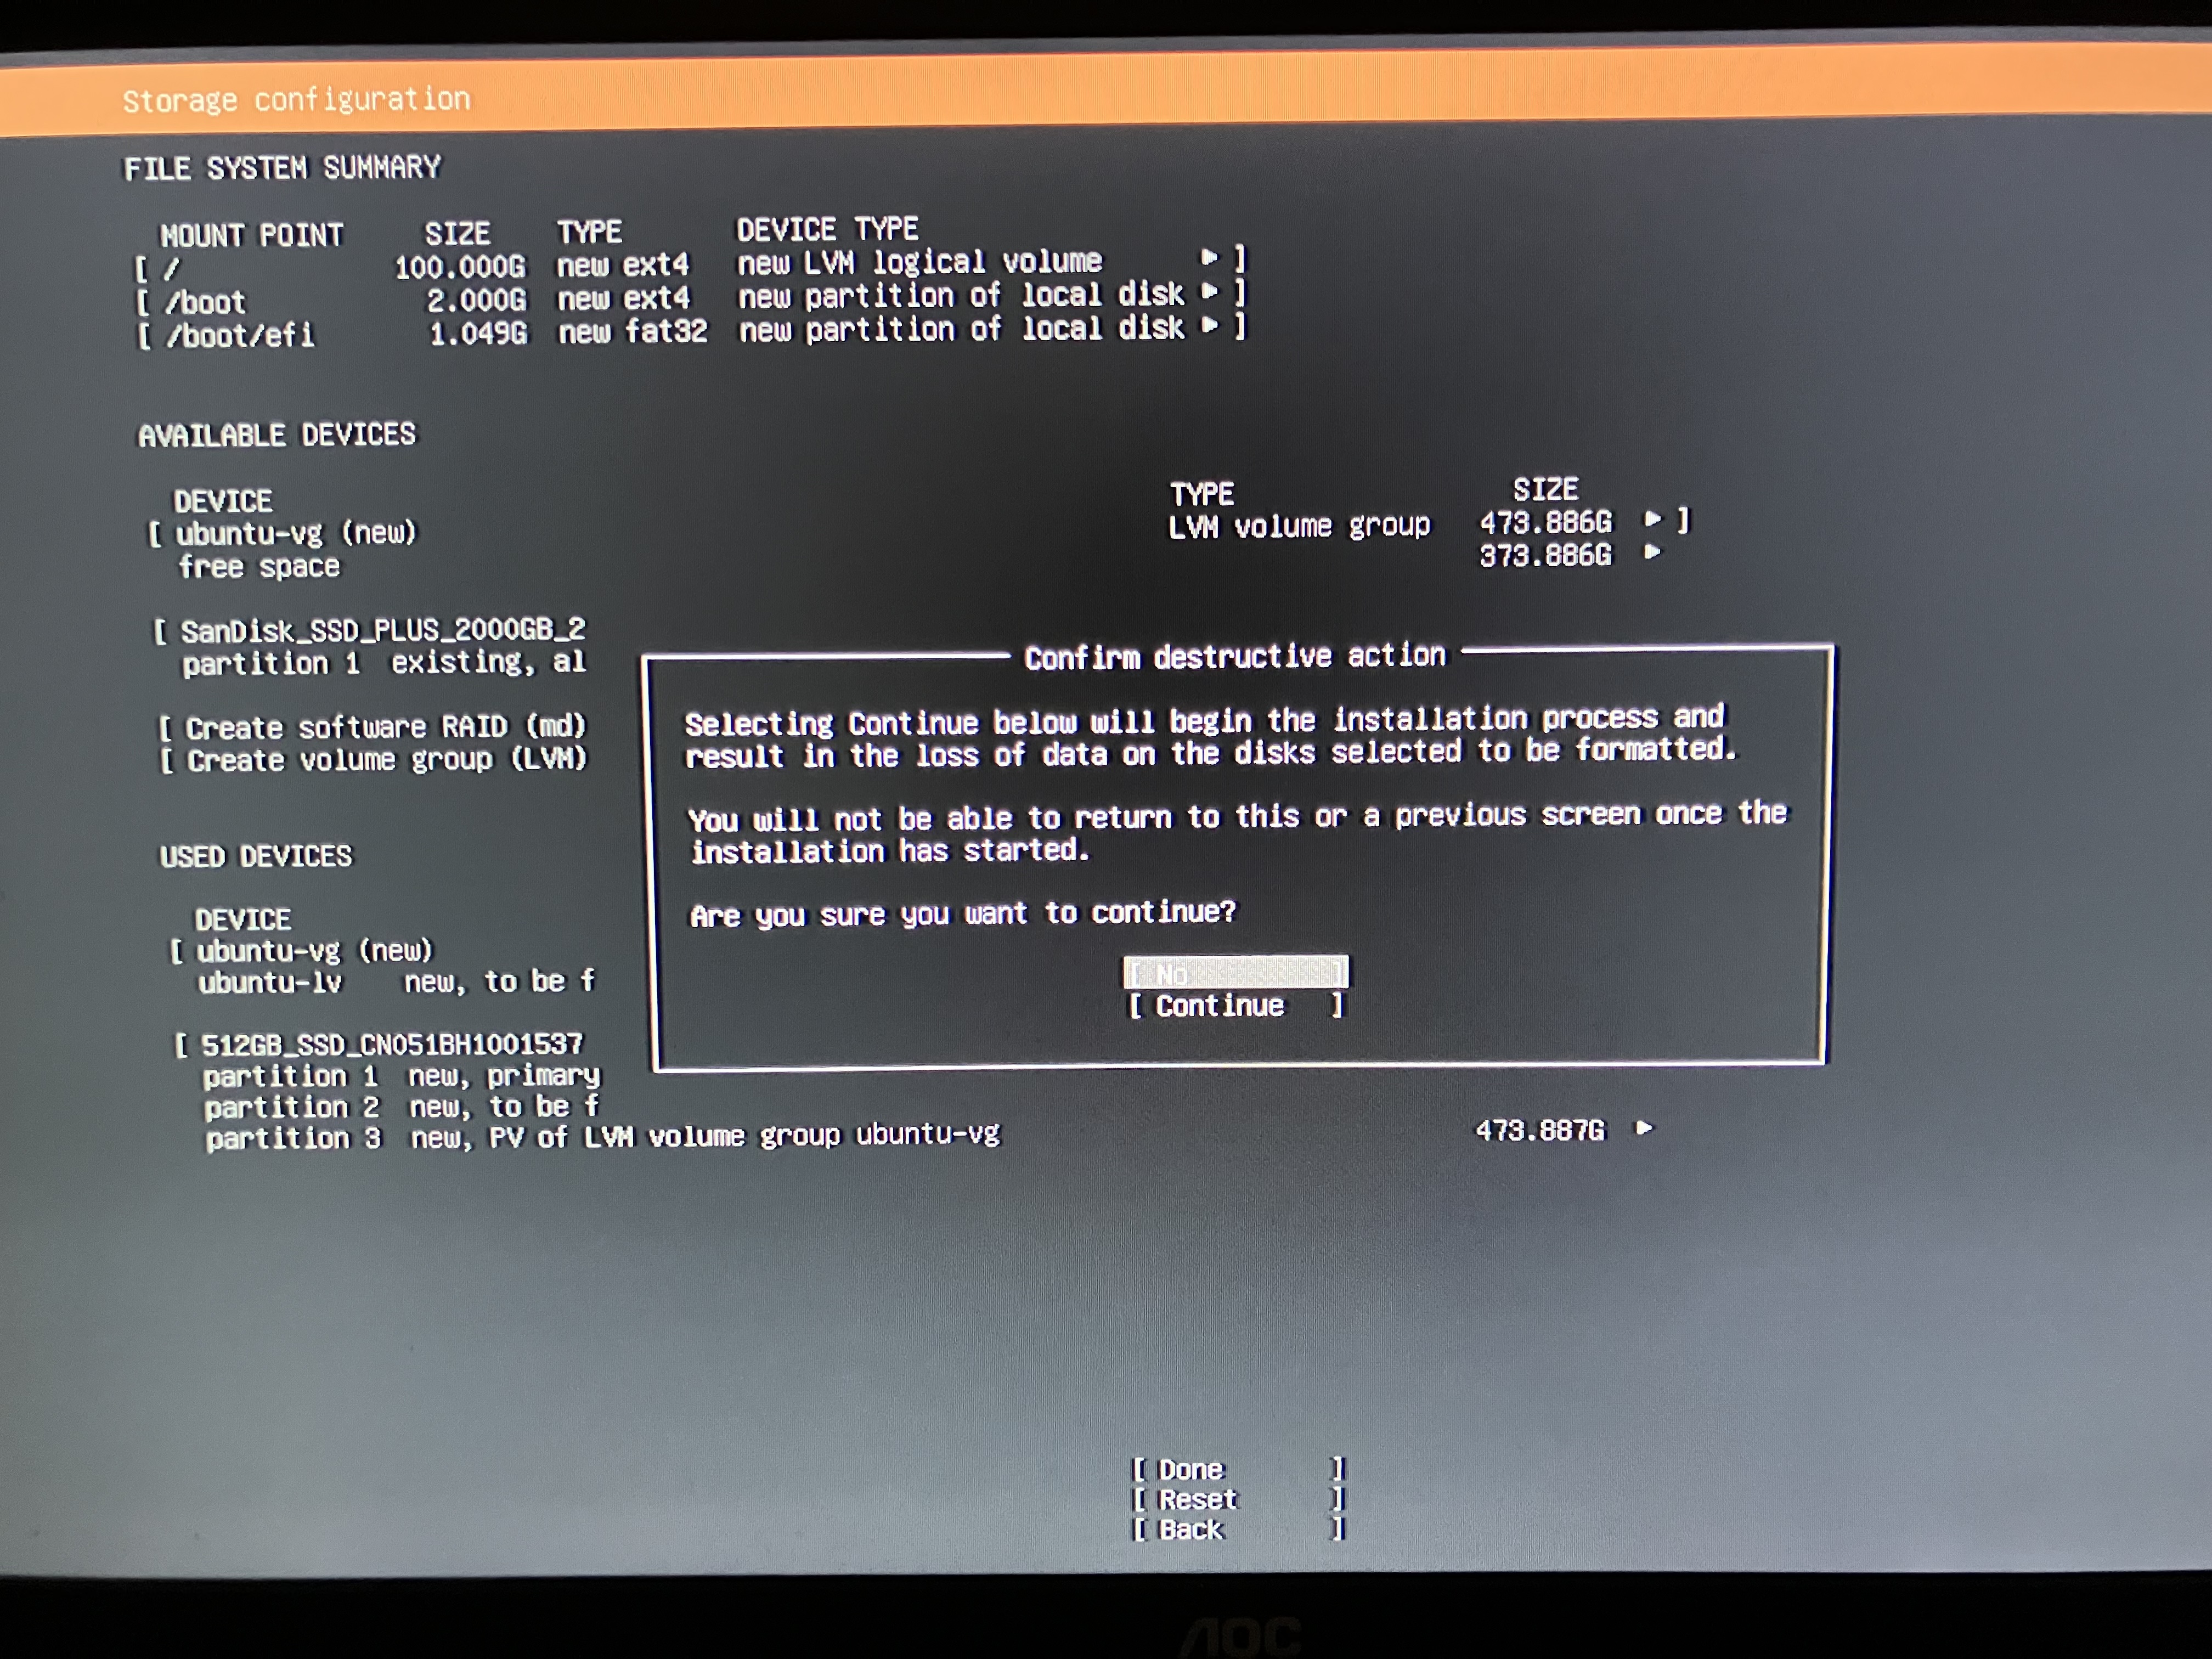 Storage configuration
FILE SYSTEM SUMMARY
MOUNT POINT SIZE TYPE DEVICE TYPE
[ / 100.000G new ext4 new LVM logical volume ▸ ]
[ /boot 2.000G new ext4 new partition of local disk ▸ ]
[ /boot/efi 1.049G new fat32 new partition of local disk ▸ ]
AVAILABLE DEVICES
DEVICE TYPE SIZE
[ ubuntu-vg (new) LVM volume group 473.886G ▸ ]
free space 373.886G ▸
[ SanDisk_SSD_PLUS_2000GB_2
partition 1 existing, al
[ Create software RAID (md)
[ Create volume group (LVM)
Confirm destructive action
Selecting Continue below will begin the installation process and
result in the loss of data on the disks selected to be formatted.
You will not be able to return to this or a previous screen once the
installation has started.
Are you sure you want to continue?
[ No ]
[ Continue ]
USED DEVICES
DEVICE
[ ubuntu-vg (new)
ubuntu-lv new, to be f
[ 512GB_SSD_CN051BH1001537
partition 1 new, primary
partition 2 new, to be f
partition 3 new, PV of LVM volume group ubuntu-vg 473.887G ▸
[ Done ]
[ Reset ]
[ Back ]
AOC